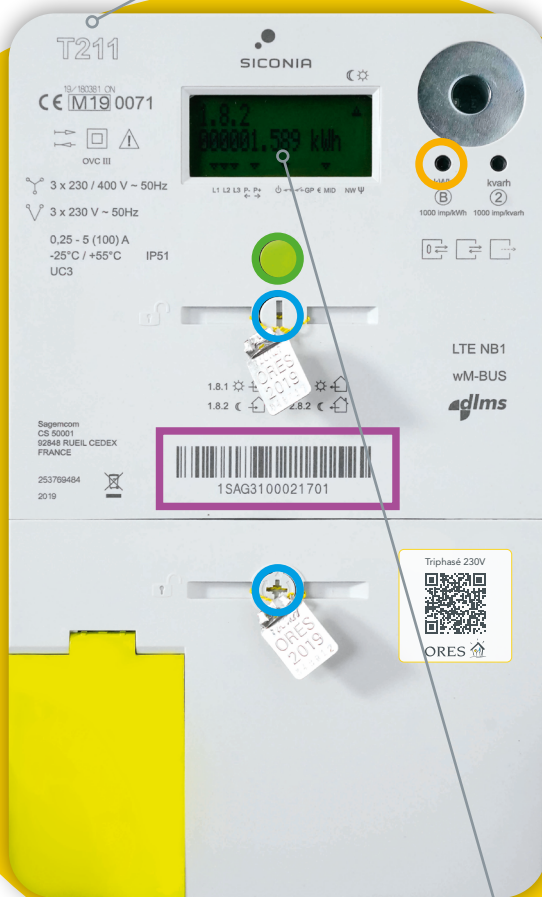 T211
SICONIA
19/180381 ON
CE M19 0071
OVC III
1.8.2
000001.589 kWh
L1 L2 L3 P- P+ GP € MID NW
3 x 230 / 400 V ~ 50Hz
3 x 230 V ~ 50Hz
0,25 - 5 (100) A
-25°C / +55°C IP51
UC3
kWh
kvarh
B
2
1000 imp/kWh 1000 imp/kvarh
LTE NB1
wM-BUS
dlms
ORES
2019
1.8.1
1.8.2 2.8.2
Sagemcom
CS 50001
92848 RUEIL CEDEX
FRANCE
253769484
2019
1SAG3100021701
Triphasé 230V
ORES
ORES
2019